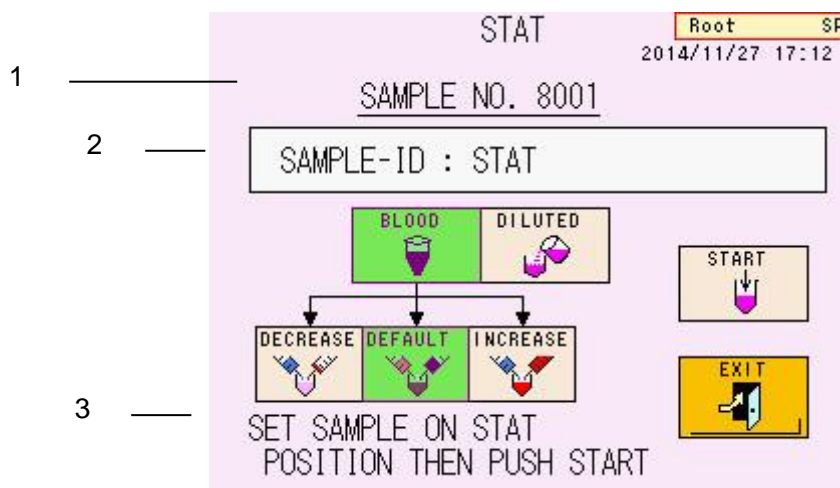 STAT
Root SP
2014/11/27 17:12
1
SAMPLE NO. 8001
2
SAMPLE-ID : STAT
BLOOD DILUTED
START
DECREASE DEFAULT INCREASE
EXIT
3
SET SAMPLE ON STAT
POSITION THEN PUSH START